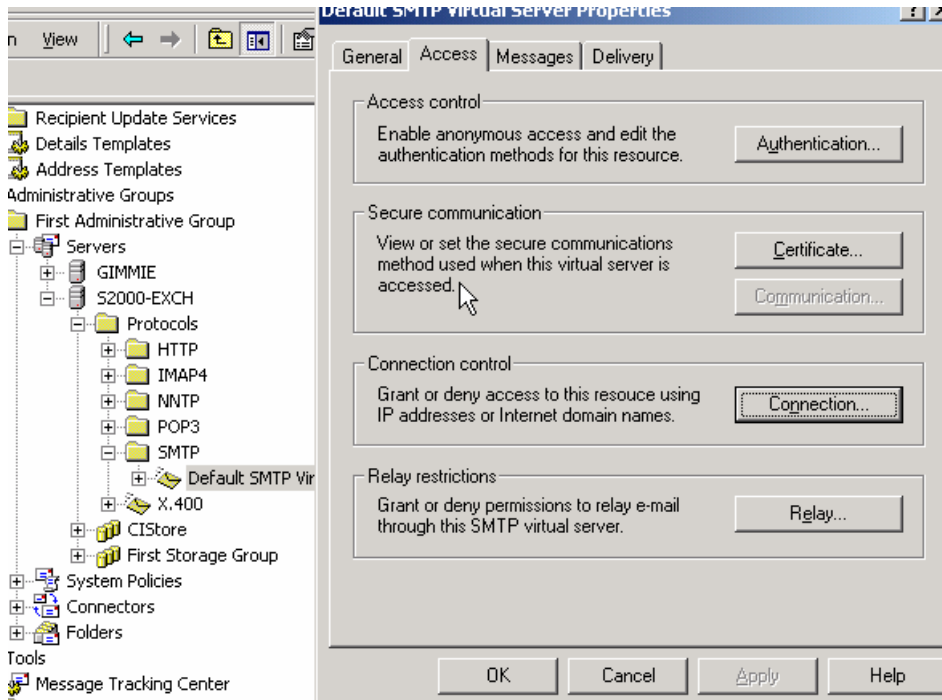 Default SMTP Virtual Server Properties
View
General Access Messages Delivery
Recipient Update Services
Details Templates
Address Templates
Administrative Groups
First Administrative Group
Servers
GIMMIE
S2000-EXCH
Protocols
HTTP
IMAP4
NNTP
POP3
SMTP
Default SMTP Vir
X.400
CIStore
First Storage Group
System Policies
Connectors
Folders
Tools
Message Tracking Center
Access control
Enable anonymous access and edit the
authentication methods for this resource.
Authentication...
Secure communication
View or set the secure communications
method used when this virtual server is
accessed.
Certificate...
Communication...
Connection control
Grant or deny access to this resouce using
IP addresses or Internet domain names.
Connection...
Relay restrictions
Grant or deny permissions to relay e-mail
through this SMTP virtual server.
Relay...
OK Cancel Apply Help